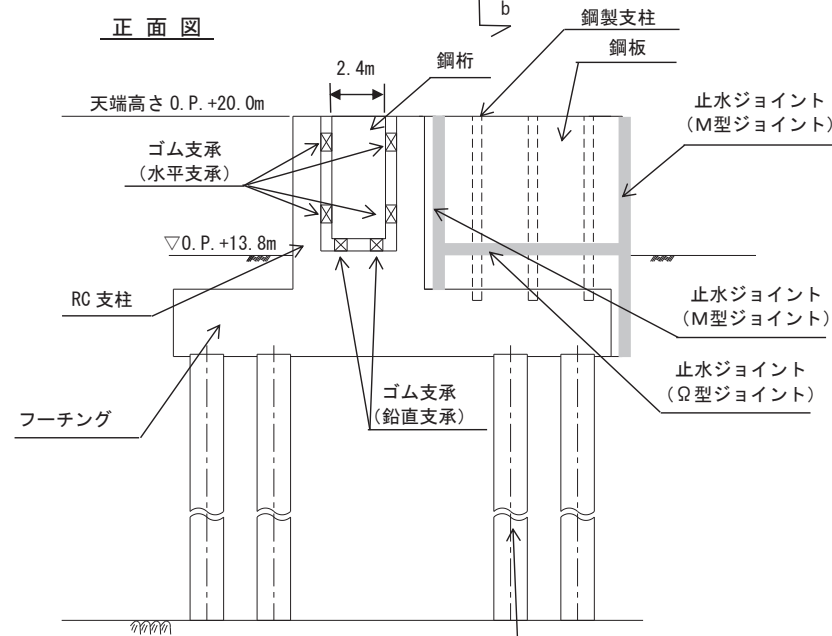 正面図
b
鋼製支柱
鋼板
鋼桁
2.4m
天端高さ O.P.+20.0m
止水ジョイント
（M型ジョイント）
ゴム支承
（水平支承）
▽O.P.+13.8m
RC 支柱
止水ジョイント
（M型ジョイント）
止水ジョイント
（Ω型ジョイント）
ゴム支承
（鉛直支承）
フーチング